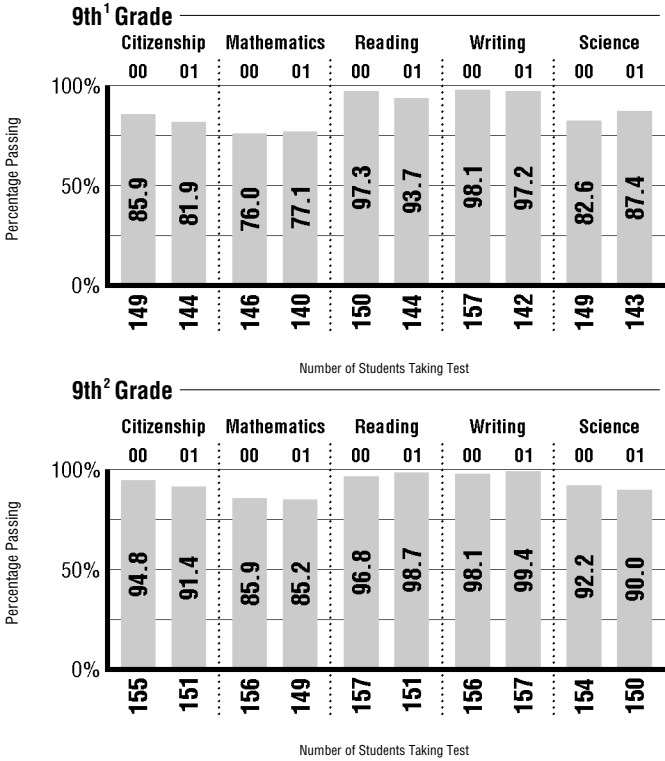 9th¹ Grade
Citizenship Mathematics Reading Writing Science
00 01 00 01 00 01 00 01 00 01
100%
Percentage Passing
50%
85.9 81.9 76.0 77.1 97.3 93.7 98.1 97.2 82.6 87.4
0%
149 144 146 140 150 144 157 142 149 143
Number of Students Taking Test
9th² Grade
Citizenship Mathematics Reading Writing Science
00 01 00 01 00 01 00 01 00 01
100%
Percentage Passing
50%
94.8 91.4 85.9 85.2 96.8 98.7 98.1 99.4 92.2 90.0
0%
155 151 156 149 157 151 156 157 154 150
Number of Students Taking Test